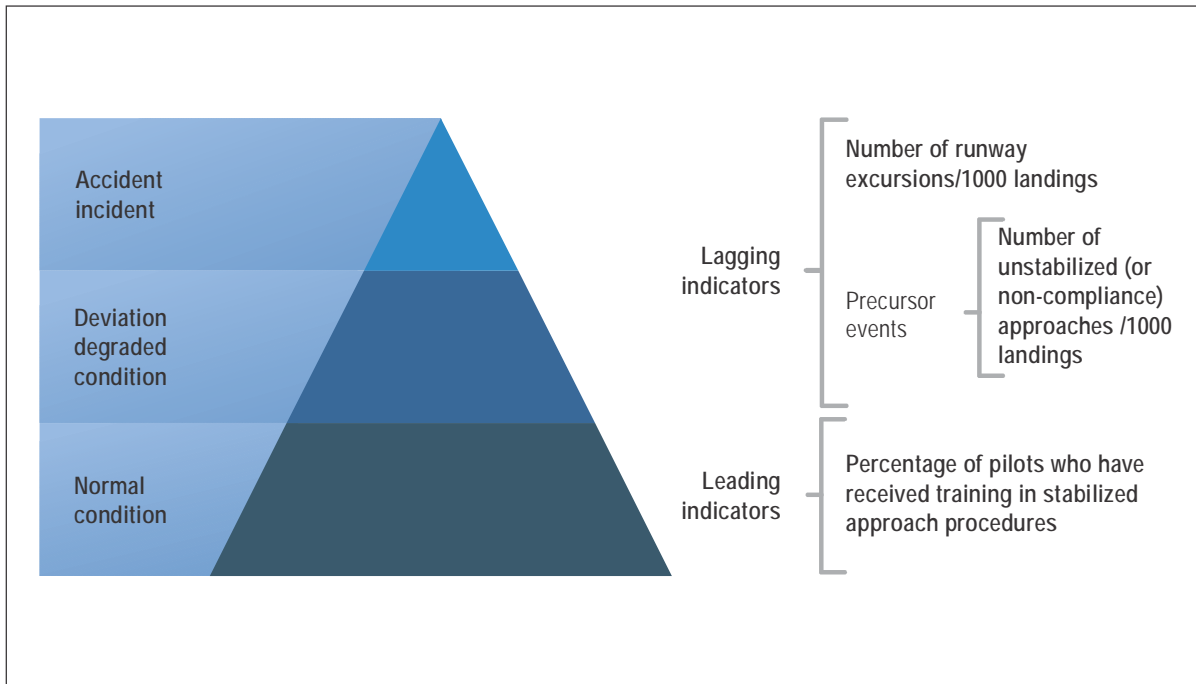 Accident
incident
Deviation
degraded
condition
Normal
condition
Lagging
indicators
Number of runway
excursions/1000 landings
Precursor
events
Number of
unstabilized (or
non-compliance)
approaches /1000
landings
Leading
indicators
Percentage of pilots who have
received training in stabilized
approach procedures